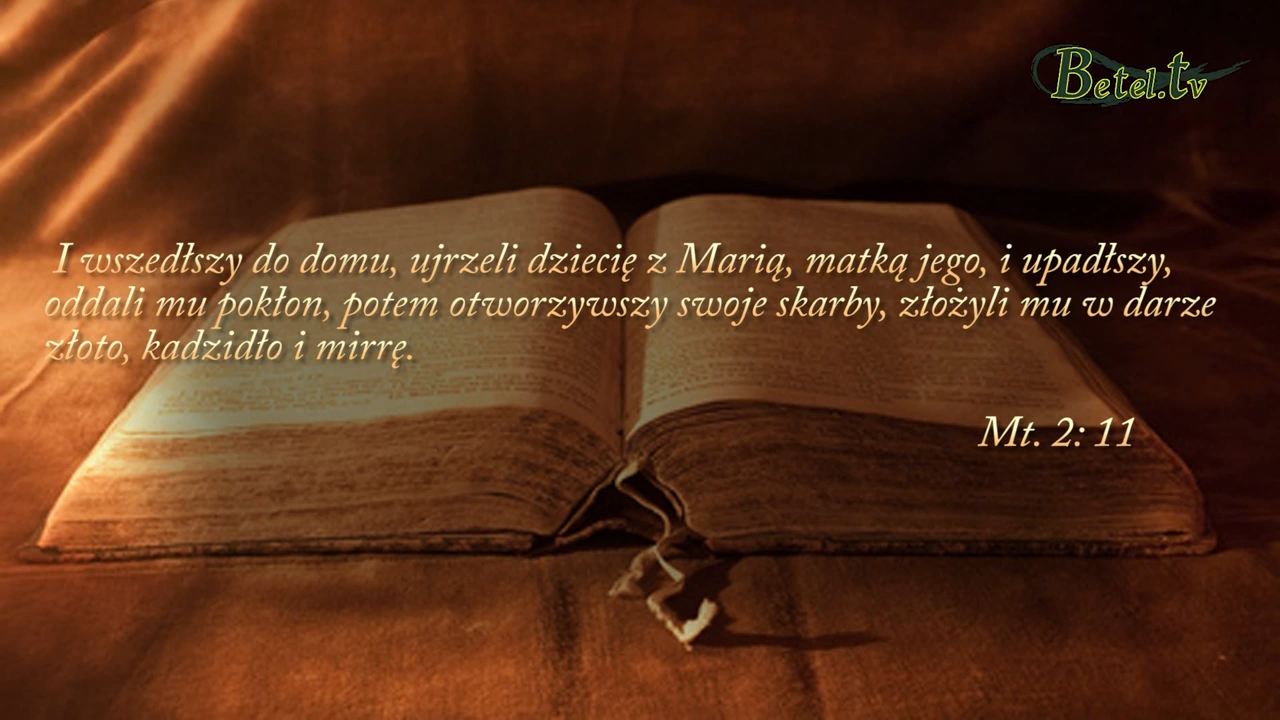 Betel.tv
I wszedłszy do domu, ujrzeli dziecię z Marią, matką jego, i upadłszy,
oddali mu pokłon, potem otworzywszy swoje skarby, złożyli mu w darze
złoto, kadzidło i mirrę.
Mt. 2: 11